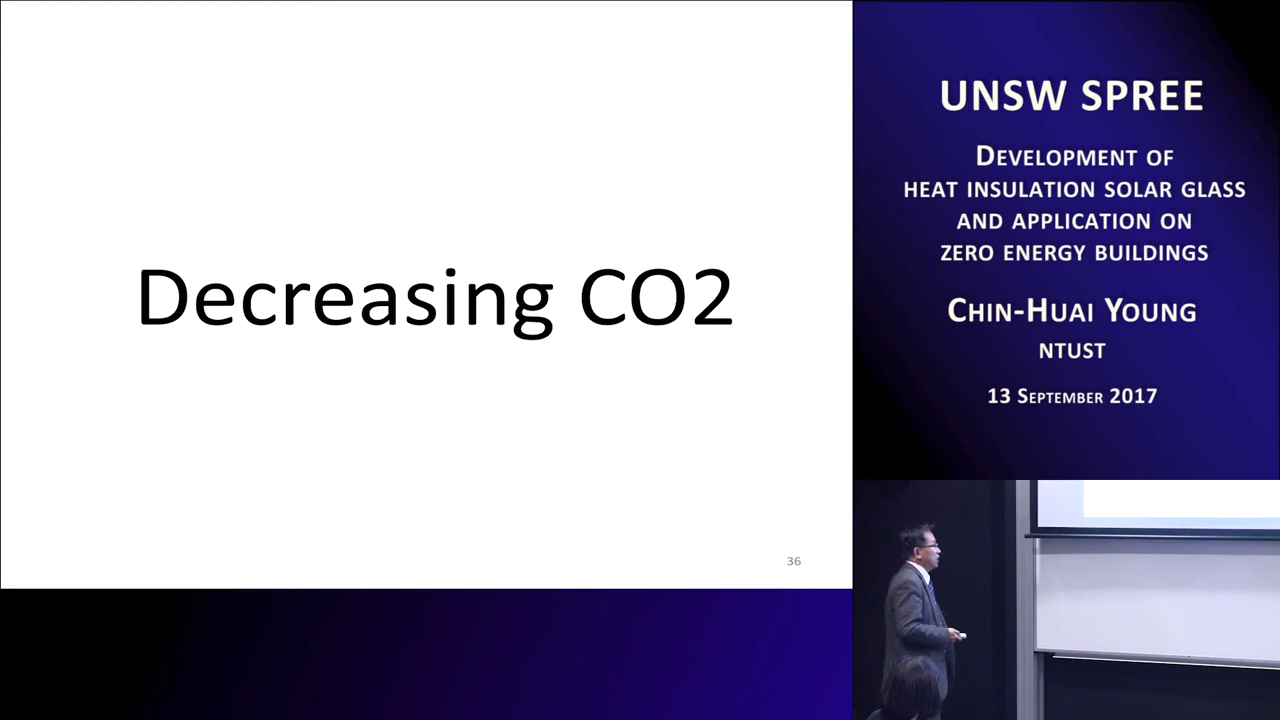 Decreasing CO2
36
UNSW SPREE
Development of
heat insulation solar glass
and application on
zero energy buildings
Chin-Huai Young
NTUST
13 September 2017